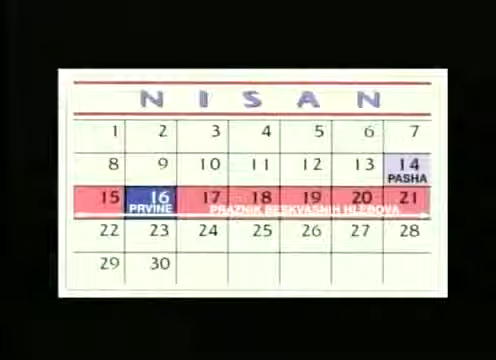 NISAN
1 2 3 4 5 6 7
8 9 10 11 12 13 14
PASHA
15 16 17 18 19 20 21
PRVINE PRAZNIK BESKVASNIH HLEBOVA
22 23 24 25 26 27 28
29 30